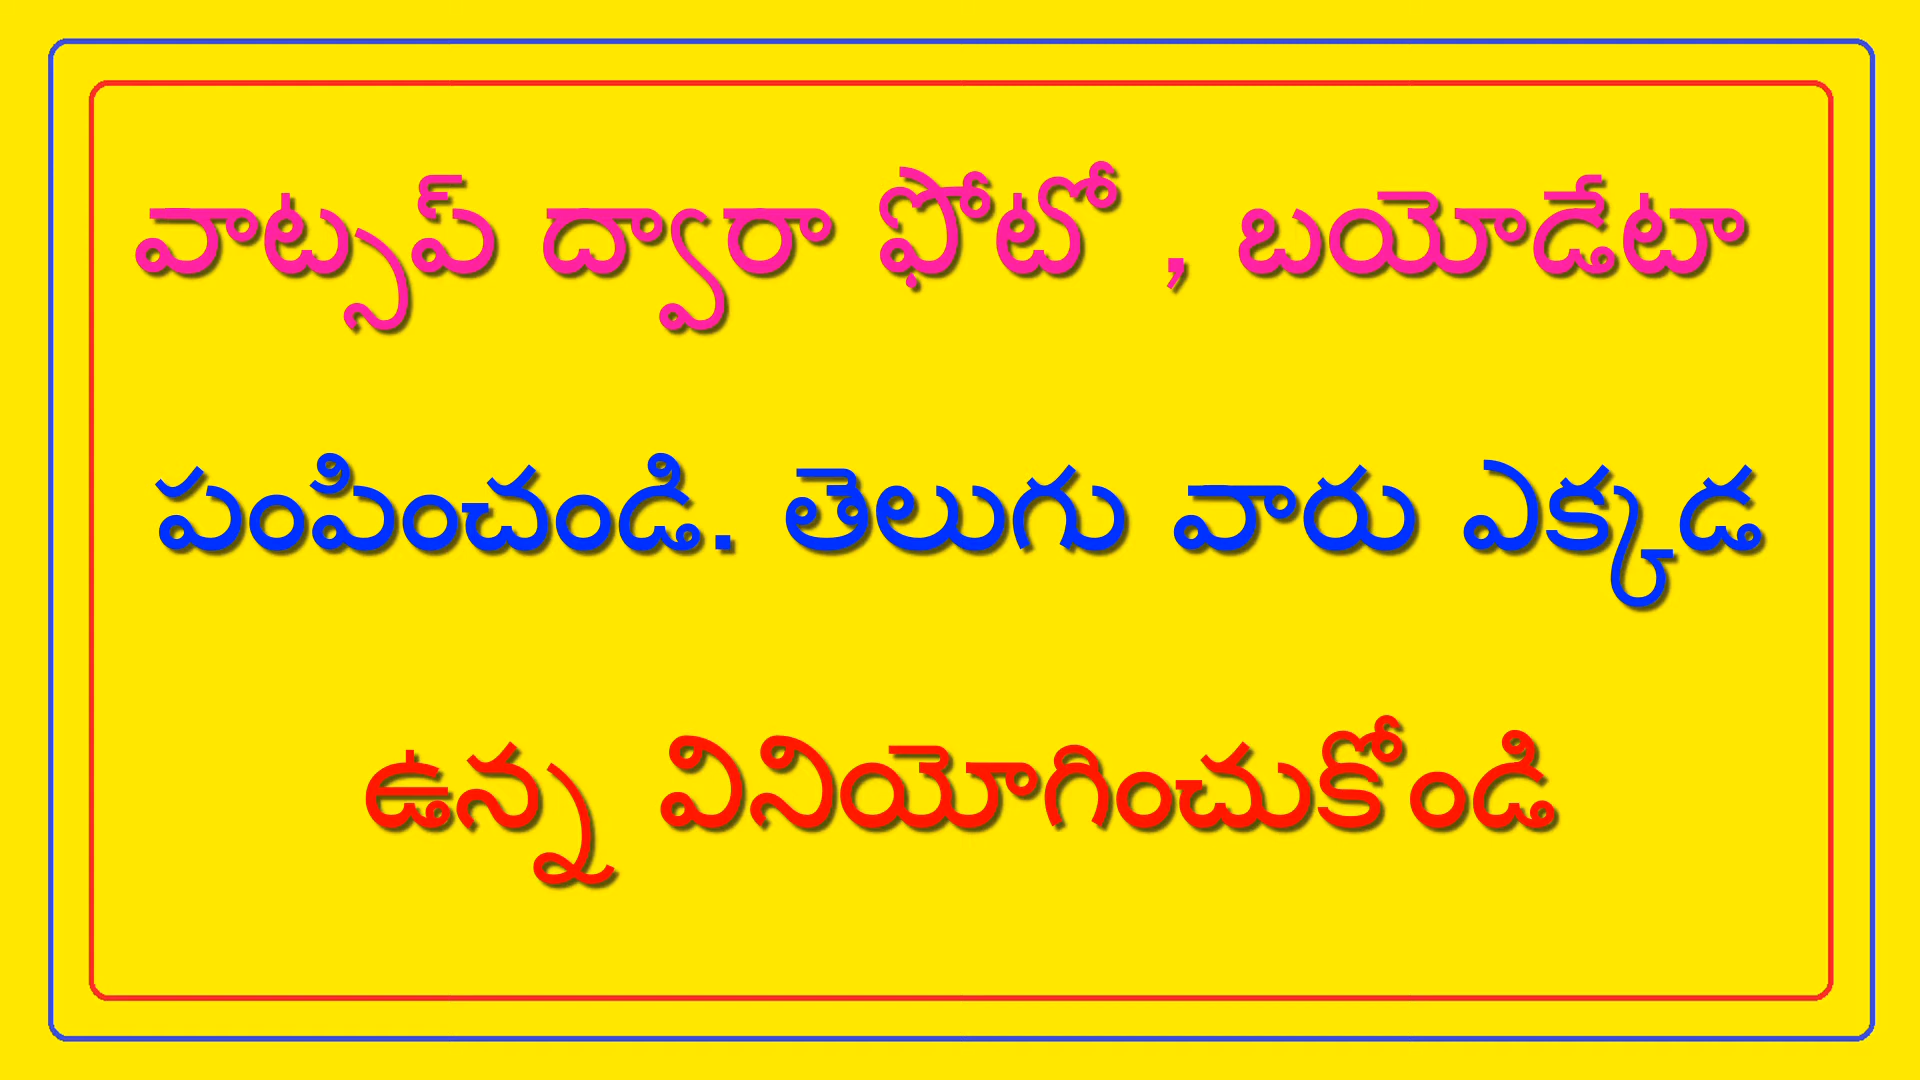 వాట్సప్ ద్వారా ఫోటో , బయోడేటా
పంపించండి. తెలుగు వారు ఎక్కడ
ఉన్న వినియోగించుకోండి